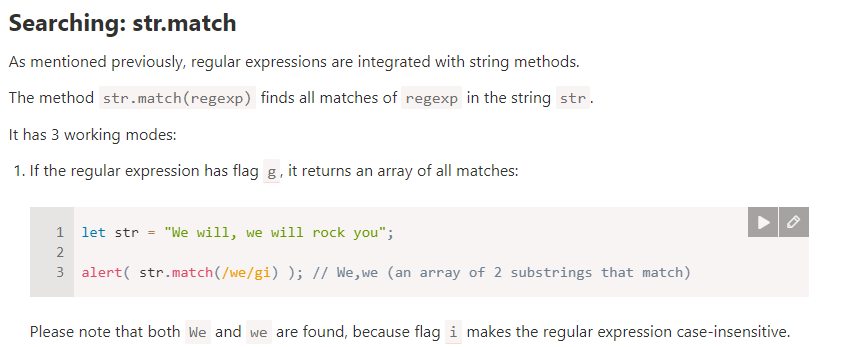 Searching: str.match
As mentioned previously, regular expressions are integrated with string methods.
The method str.match(regexp) finds all matches of regexp in the string str.
It has 3 working modes:
1. If the regular expression has flag g, it returns an array of all matches:
1 let str = "We will, we will rock you";
2
3 alert( str.match(/we/gi) ); // We,we (an array of 2 substrings that match)
Please note that both We and we are found, because flag i makes the regular expression case-insensitive.